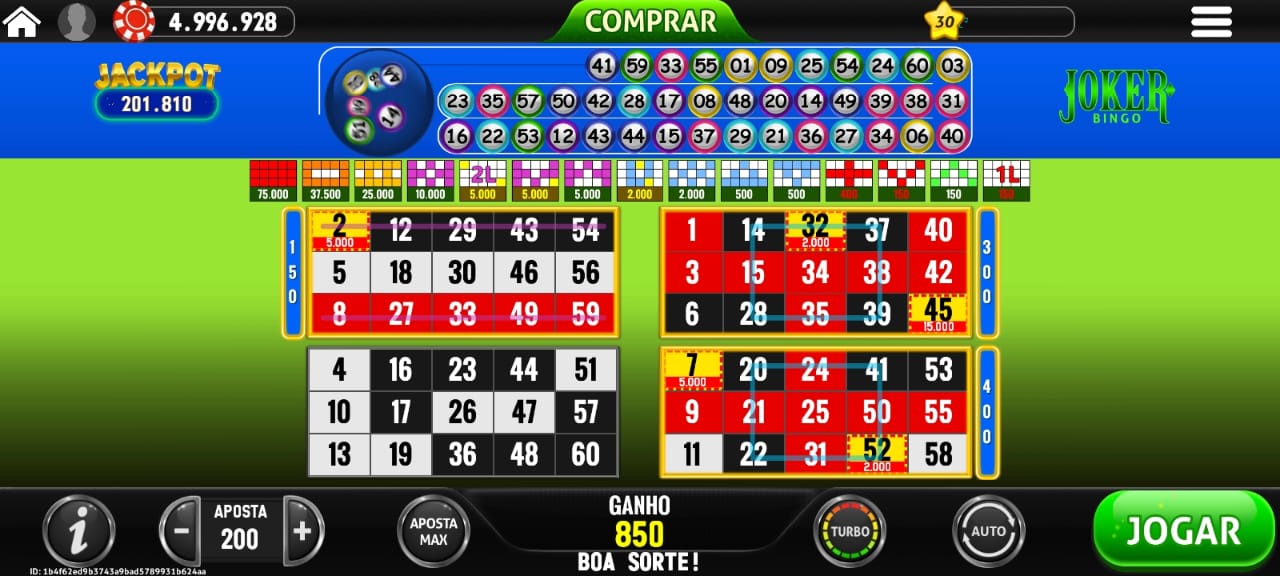 4.996.928
COMPRAR
30
JACKPOT
201.810
JOKER
BINGO
41 59 33 55 01 09 25 54 24 60 03
23 35 57 50 42 28 17 08 48 20 14 49 39 38 31
16 22 53 12 43 44 15 37 29 21 36 27 34 06 40
14
2L 1L
75.000 37.500 25.000 10.000 5.000 5.000 5.000 2.000 2.000 500 500 400 150 150 150
150
2 12 29 43 54
5.000
5 18 30 46 56
8 27 33 49 59
1 14 32 37 40
2.000
3 15 34 38 42
6 28 35 39 45
15.000
300
4 16 23 44 51
10 17 26 47 57
13 19 36 48 60
7 20 24 41 53
5.000
9 21 25 50 55
11 22 31 52 58
2.000
400
i
-
APOSTA
200
+
APOSTA
MAX
GANHO
850
BOA SORTE!
TURBO
AUTO
JOGAR
ID: 1b4f62ed9b3743a9bad5789931b624aa